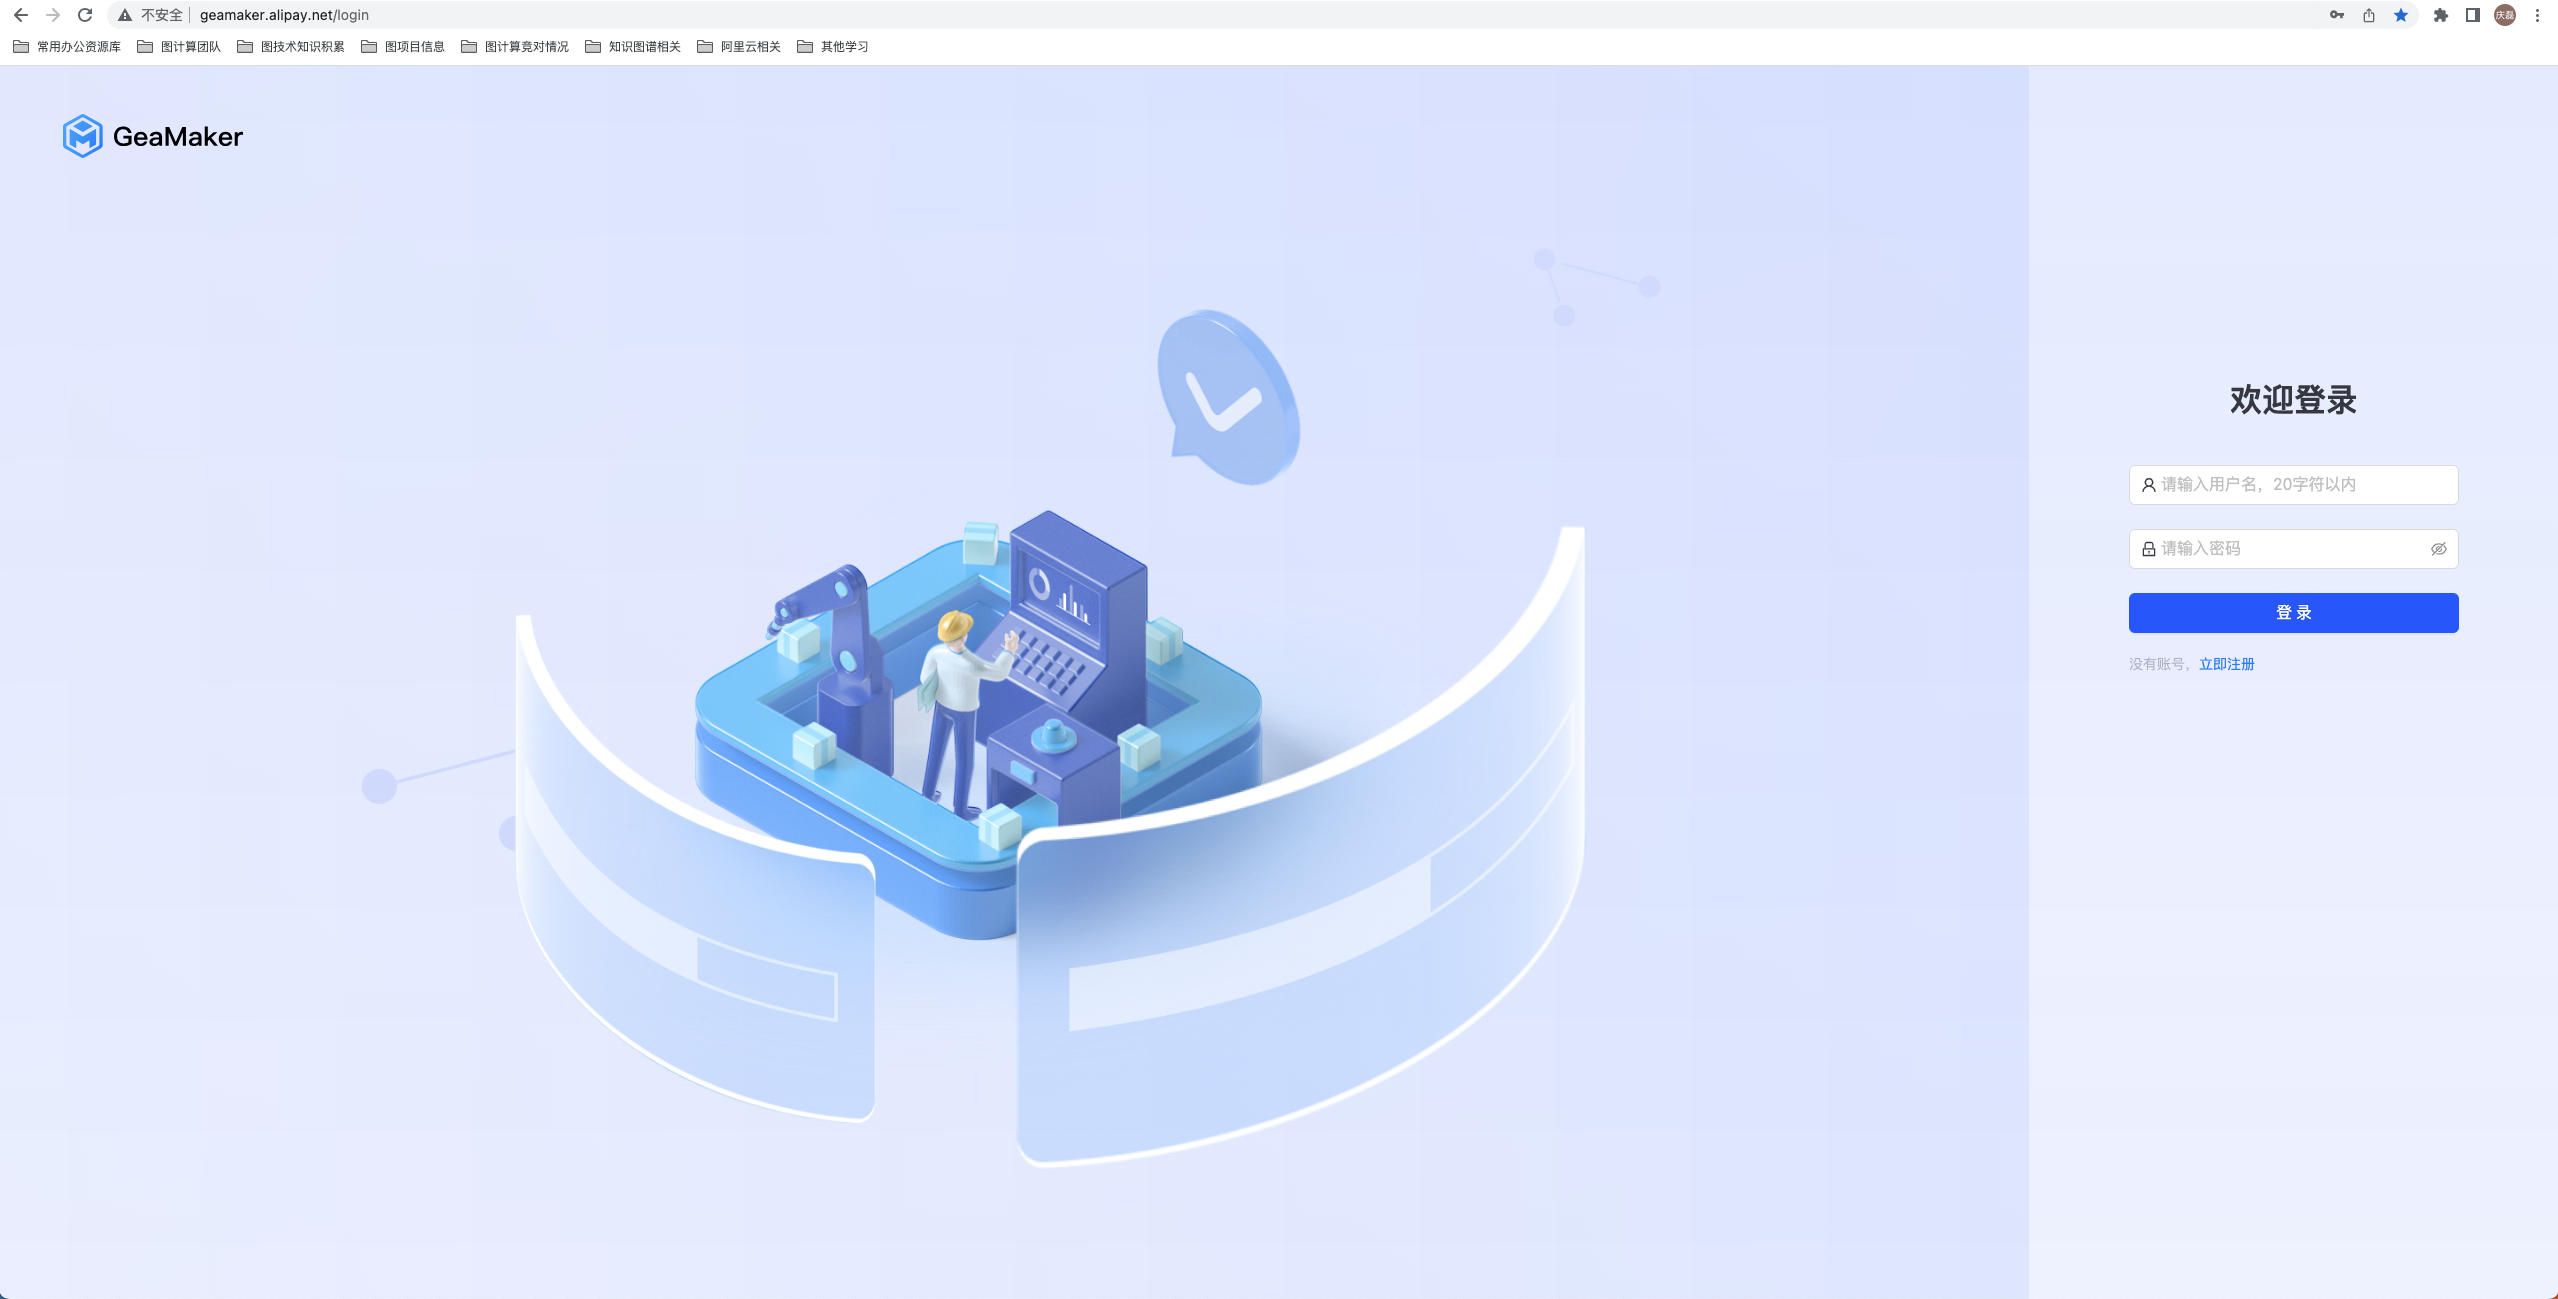 不安全 geamaker.alipay.net/login
庆磊
常用办公资源库 图计算团队 图技术知识积累 图项目信息 图计算竞对情况 知识图谱相关 阿里云相关 其他学习
GeaMaker
欢迎登录
请输入用户名，20字符以内
请输入密码
登 录
没有账号，立即注册